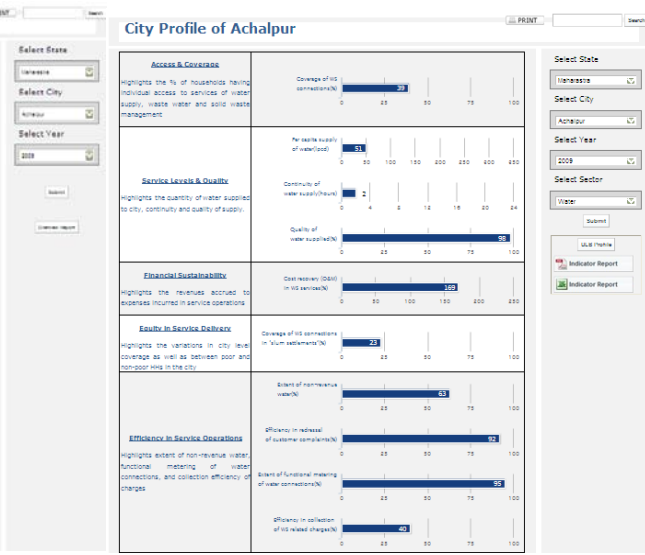 PRINT
Search
Select State
Maharastra
Select City
Achalpur
Select Year
2009
Submit
Overview Report
City Profile of Achalpur
PRINT
Search
Access & Coverage
Highlights the % of households having
individual access to services of water
supply, waste water and solid waste
management
Coverage of WS
connections(%)
39
0 25 50 75 100
Service Levels & Quality
Highlights the quantity of water supplied
to city, continuity and quality of supply.
Per capita supply
of water(lpcd)
51
0 50 100 150 200 250 300 350
Continuity of
water supply(hours)
2
0 4 8 12 16 20 24
Quality of
water supplied(%)
98
0 25 50 75 100
Financial Sustainability
Highlights the revenues accrued to
expenses incurred in service operations
Cost recovery (O&M)
in WS services(%)
169
0 50 100 150 200 250
Equity in Service Delivery
Highlights the variations in city level
coverage as well as between poor and
non-poor HHs in the city
Coverage of WS connections
in 'slum settlements'(%)
23
0 25 50 75 100
Efficiency in Service Operations
Highlights extent of non-revenue water,
functional metering of water
connections, and collection efficiency of
charges
Extent of non-revenue
water(%)
63
0 25 50 75 100
Efficiency in redressal
of customer complaints(%)
92
0 25 50 75 100
Extent of functional metering
of water connections(%)
95
0 25 50 75 100
Efficiency in collection
of WS related charges(%)
40
0 25 50 75 100
Select State
Maharastra
Select City
Achalpur
Select Year
2009
Select Sector
Water
Submit
ULB Profile
Indicator Report
Indicator Report